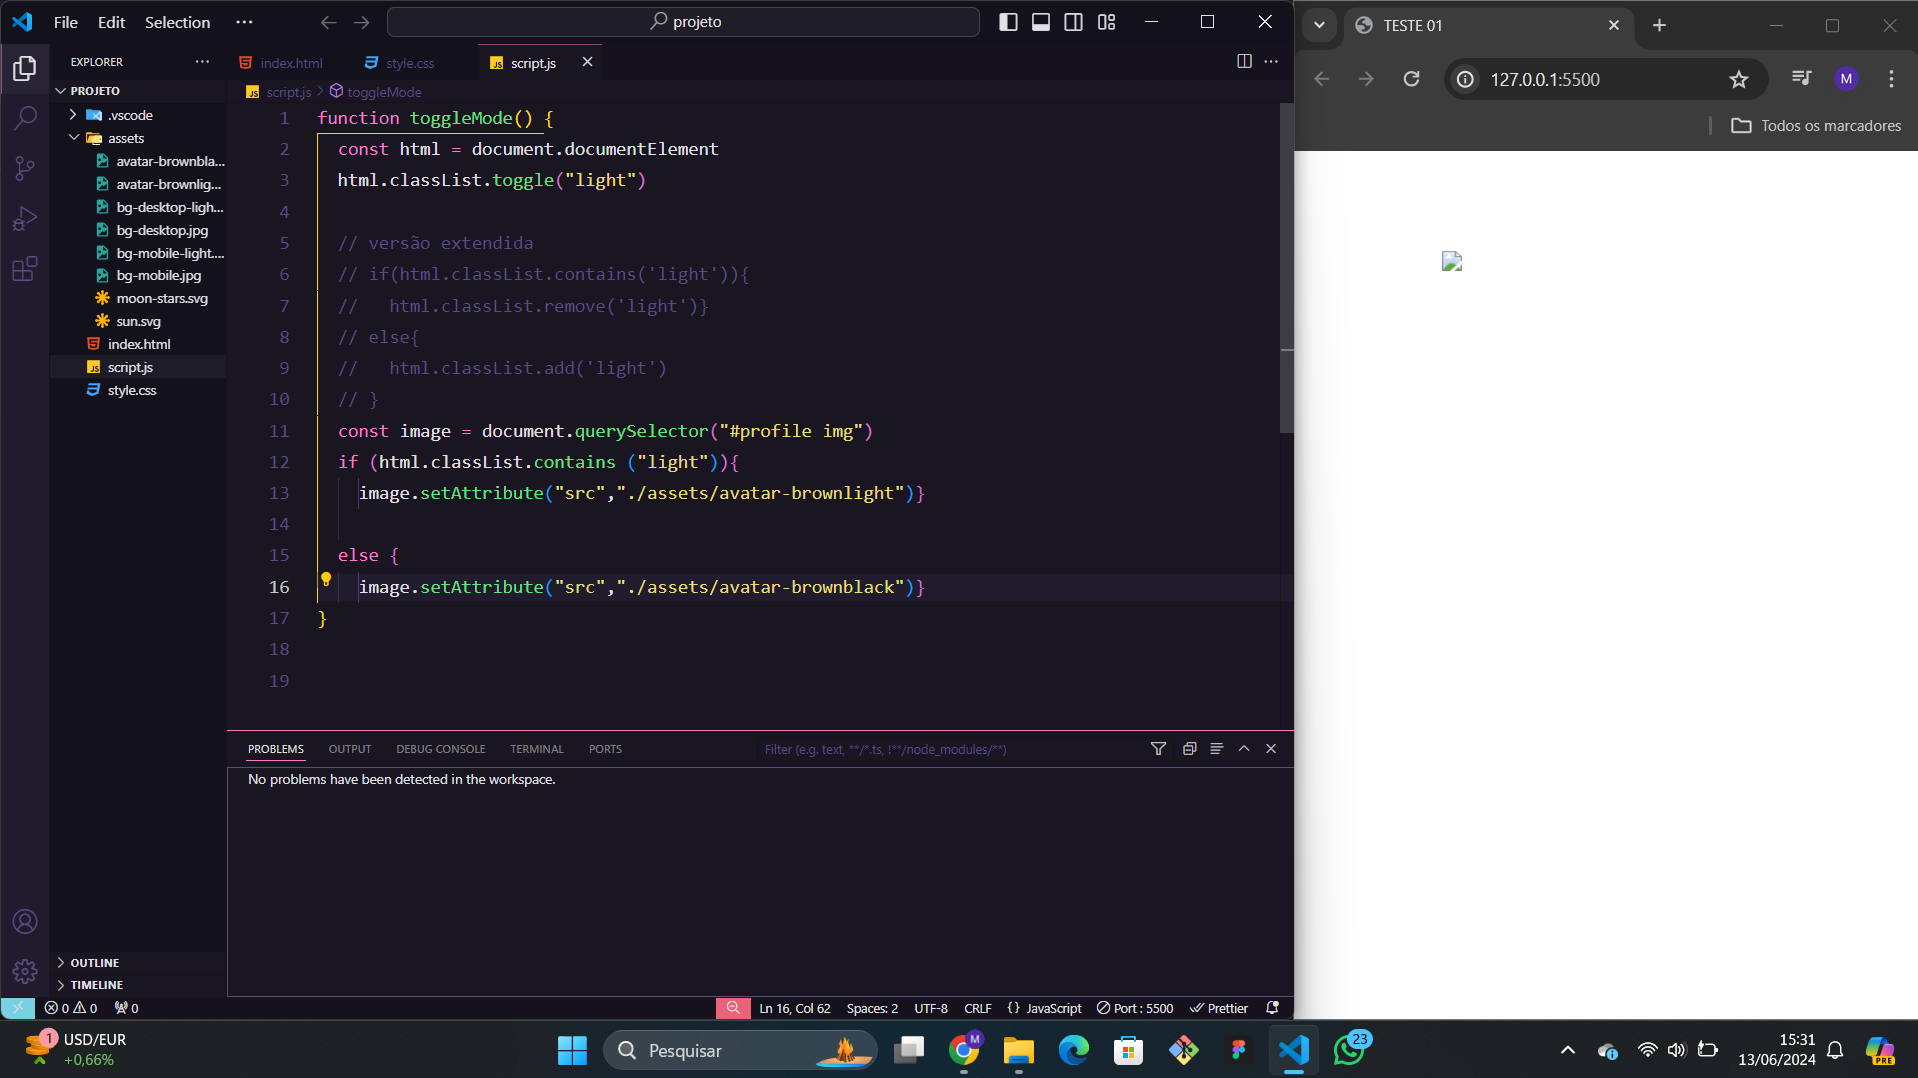 File Edit Selection ···
projeto
EXPLORER ···
PROJETO
.vscode
assets
avatar-brownbla...
avatar-brownlig...
bg-desktop-ligh...
bg-desktop.jpg
bg-mobile-light....
bg-mobile.jpg
moon-stars.svg
sun.svg
index.html
script.js
style.css
OUTLINE
TIMELINE
index.html style.css script.js
script.js > toggleMode
1 function toggleMode() {
2 const html = document.documentElement
3 html.classList.toggle("light")
4
5 // versão extendida
6 // if(html.classList.contains('light')){
7 //   html.classList.remove('light')}
8 // else{
9 //   html.classList.add('light')
10 // }
11 const image = document.querySelector("#profile img")
12 if (html.classList.contains ("light")){
13 image.setAttribute("src","./assets/avatar-brownlight")}
14
15 else {
16 image.setAttribute("src","./assets/avatar-brownblack")}
17 }
18
19
PROBLEMS OUTPUT DEBUG CONSOLE TERMINAL PORTS Filter (e.g. text, **/*.ts, !**/node_modules/**)
No problems have been detected in the workspace.
0 0 0 Ln 16, Col 62 Spaces: 2 UTF-8 CRLF {} JavaScript Port : 5500 Prettier
TESTE 01
127.0.0.1:5500 M
Todos os marcadores
1 USD/EUR
+0,66%
Pesquisar
M
23
15:31
13/06/2024
PRE